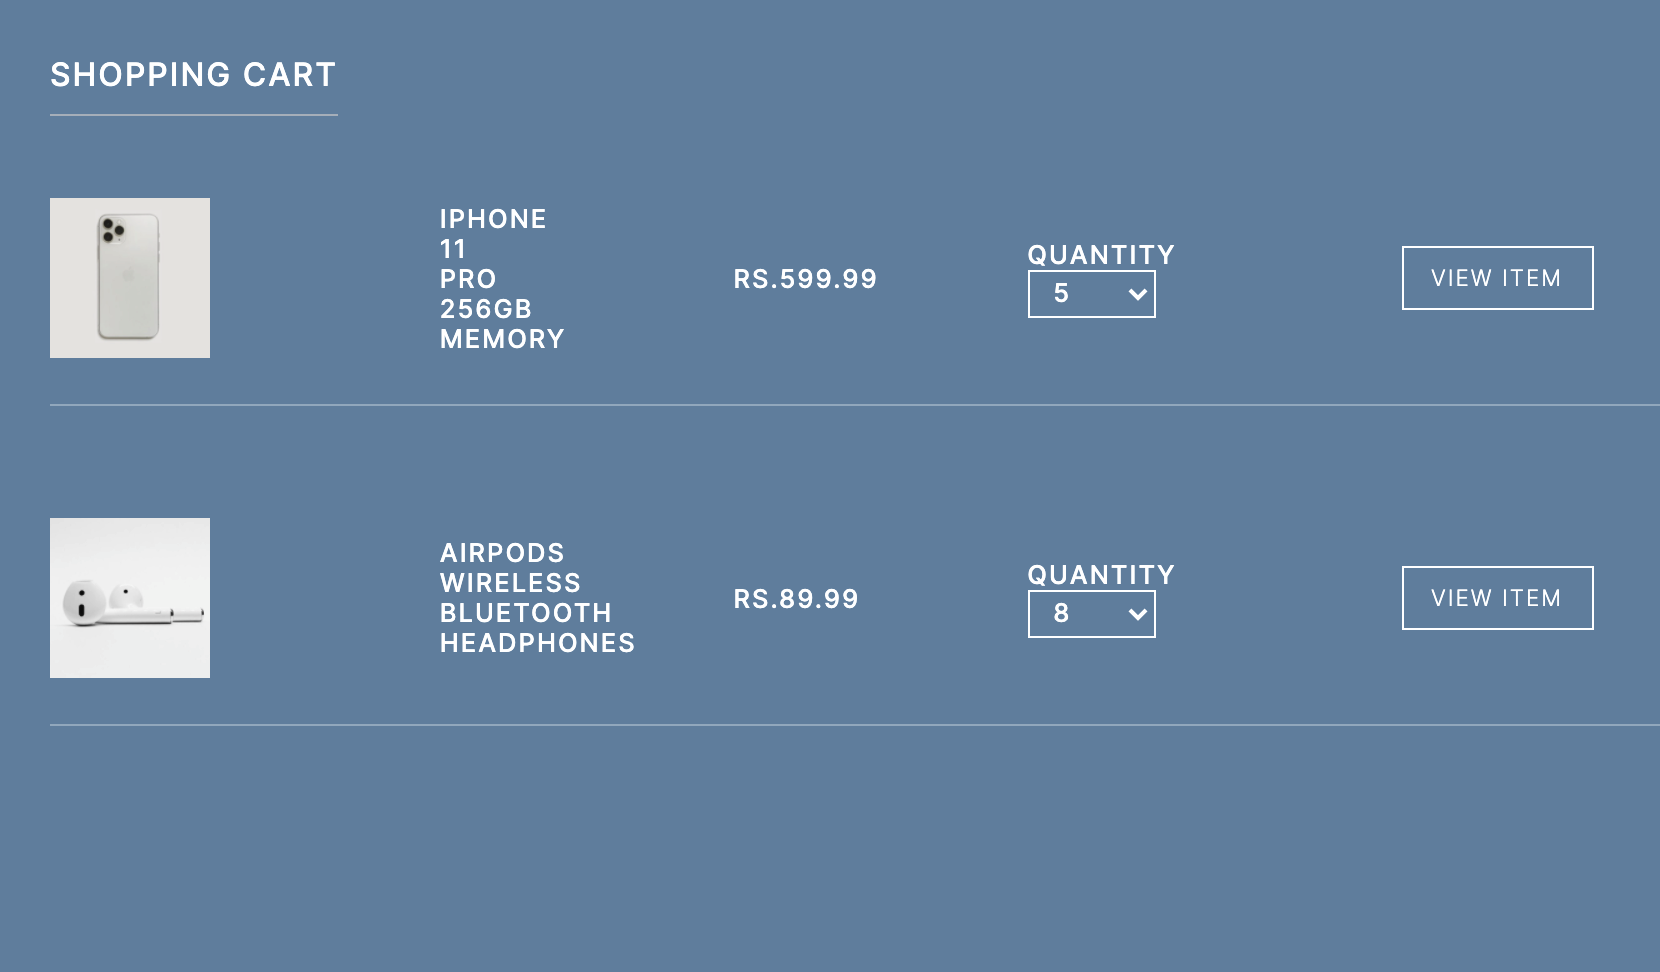 SHOPPING CART
IPHONE
11
PRO
256GB
MEMORY
RS.599.99
QUANTITY
5
VIEW ITEM
AIRPODS
WIRELESS
BLUETOOTH
HEADPHONES
RS.89.99
QUANTITY
8
VIEW ITEM